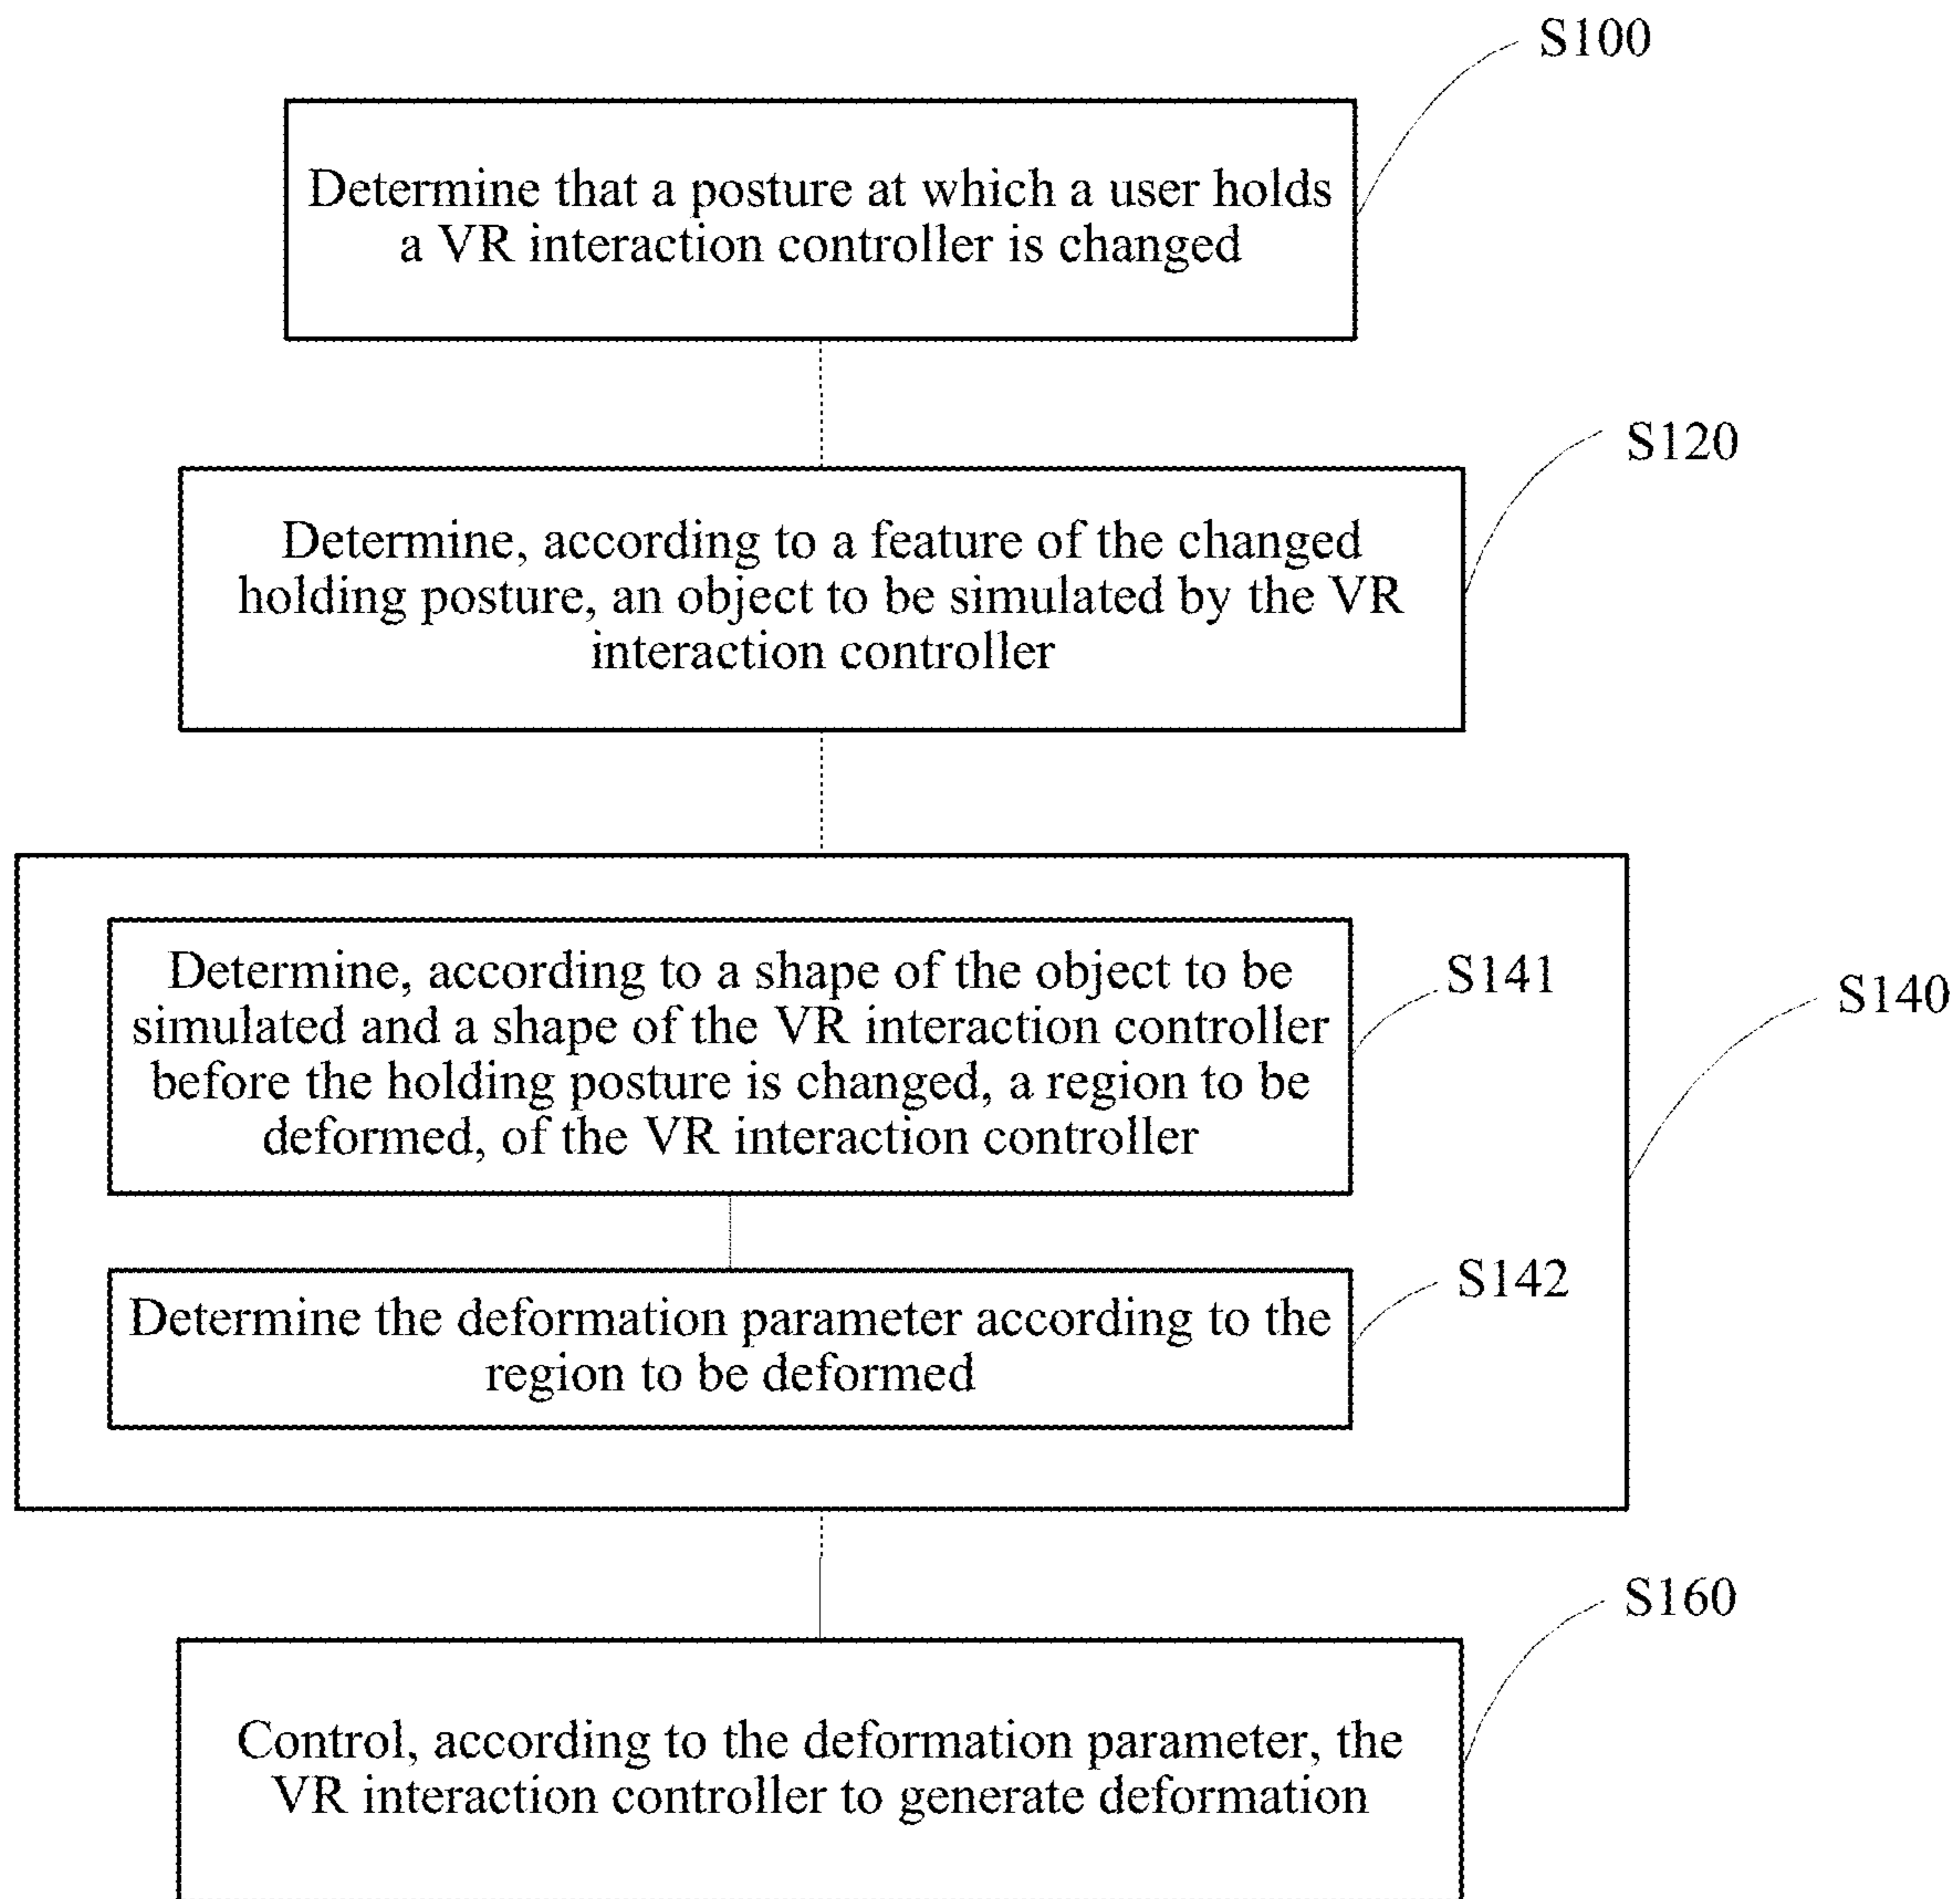 S100
Determine that a posture at which a user holds
a VR interaction controller is changed
S120
Determine, according to a feature of the changed
holding posture, an object to be simulated by the VR
interaction controller
S140
Determine, according to a shape of the object to be
simulated and a shape of the VR interaction controller
before the holding posture is changed, a region to be
deformed, of the VR interaction controller
S141
Determine the deformation parameter according to the
region to be deformed
S142
S160
Control, according to the deformation parameter, the
VR interaction controller to generate deformation